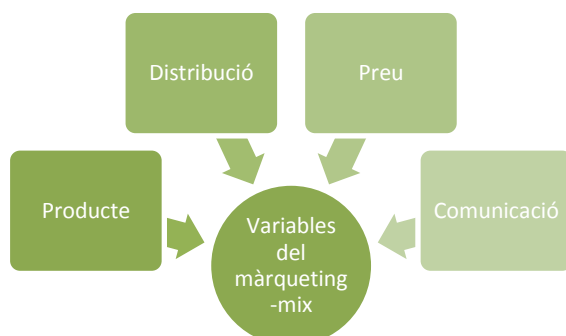 Distribució
Preu
Producte
Comunicació
Variables
del
màrqueting
-mix